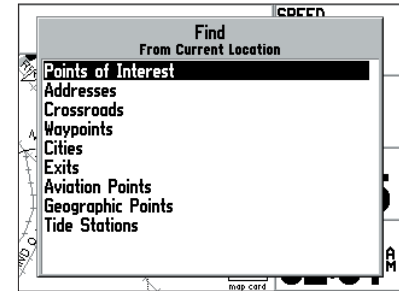 SPEED
Find
From Current Location
Points of Interest
Addresses
Crossroads
Waypoints
Cities
Exits
Aviation Points
Geographic Points
Tide Stations
map card